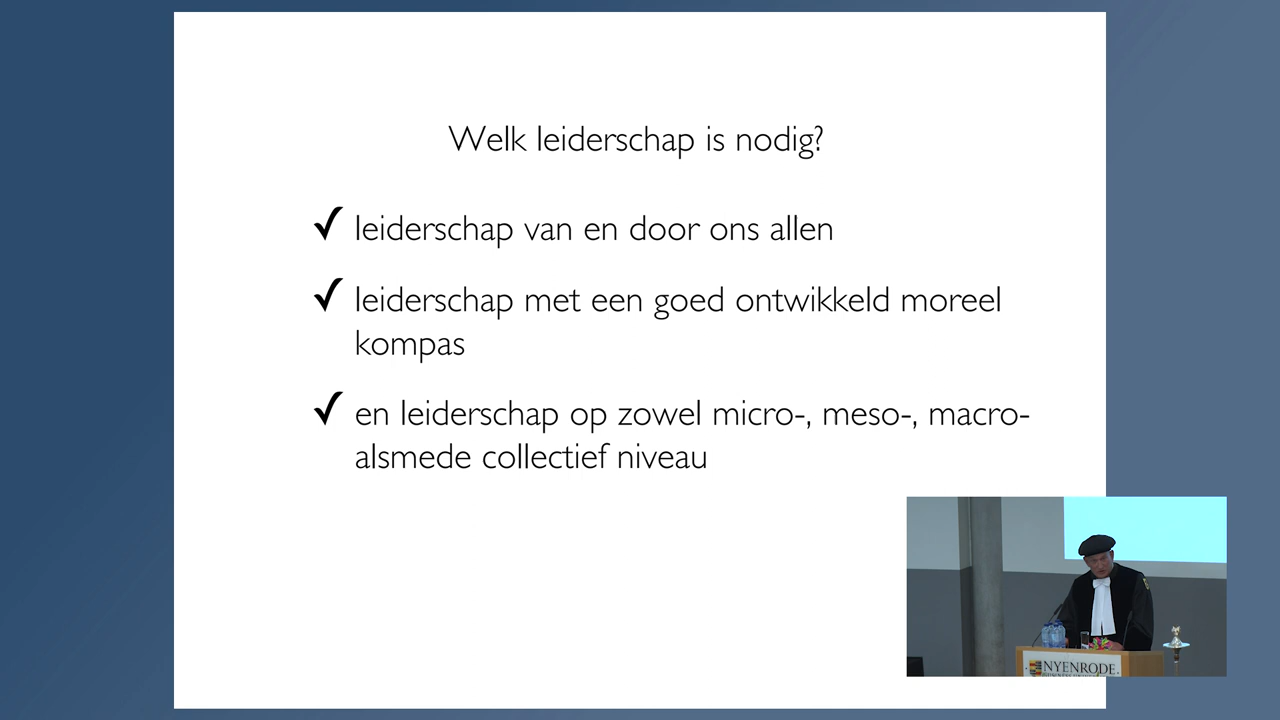 Welk leiderschap is nodig?
✓ leiderschap van en door ons allen
✓ leiderschap met een goed ontwikkeld moreel
kompas
✓ en leiderschap op zowel micro-, meso-, macro-
alsmede collectief niveau
NYENRODE